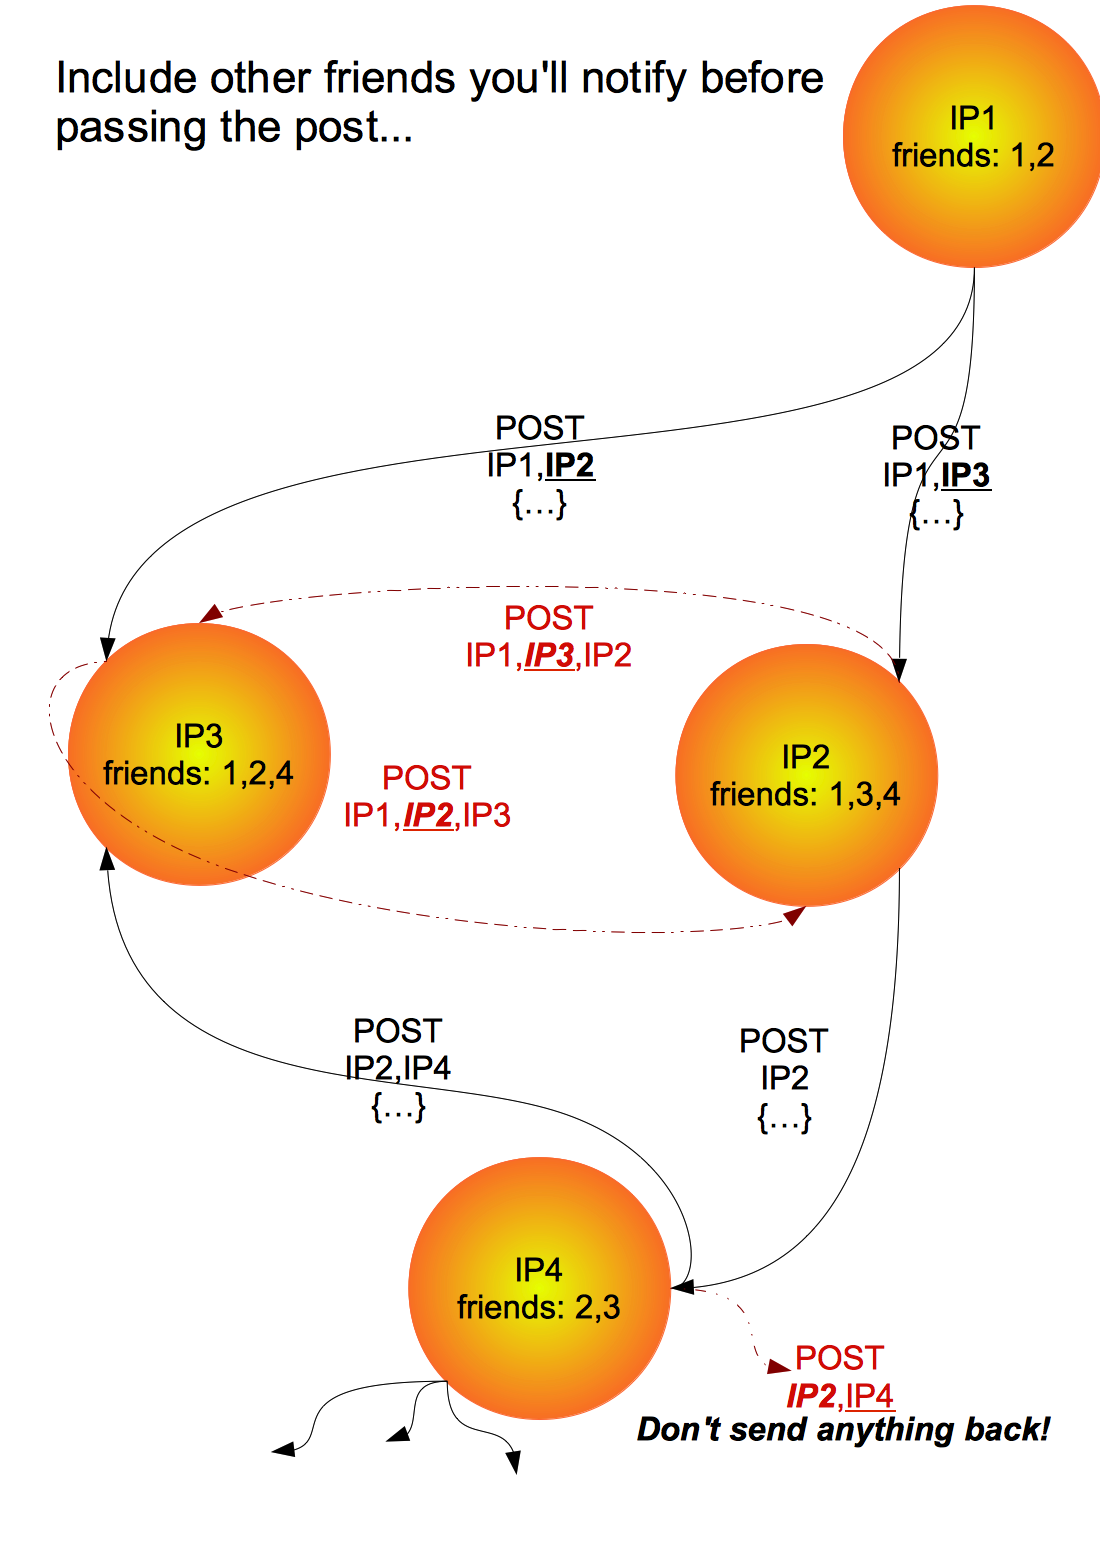 Include other friends you'll notify before
passing the post...
IP1
friends: 1,2
POST
IP1,IP2
{...}
POST
IP1,IP3
{...}
POST
IP1,IP3,IP2
IP3
friends: 1,2,4
IP2
friends: 1,3,4
POST
IP1,IP2,IP3
POST
IP2,IP4
{...}
POST
IP2
{...}
IP4
friends: 2,3
POST
IP2,IP4
Don't send anything back!